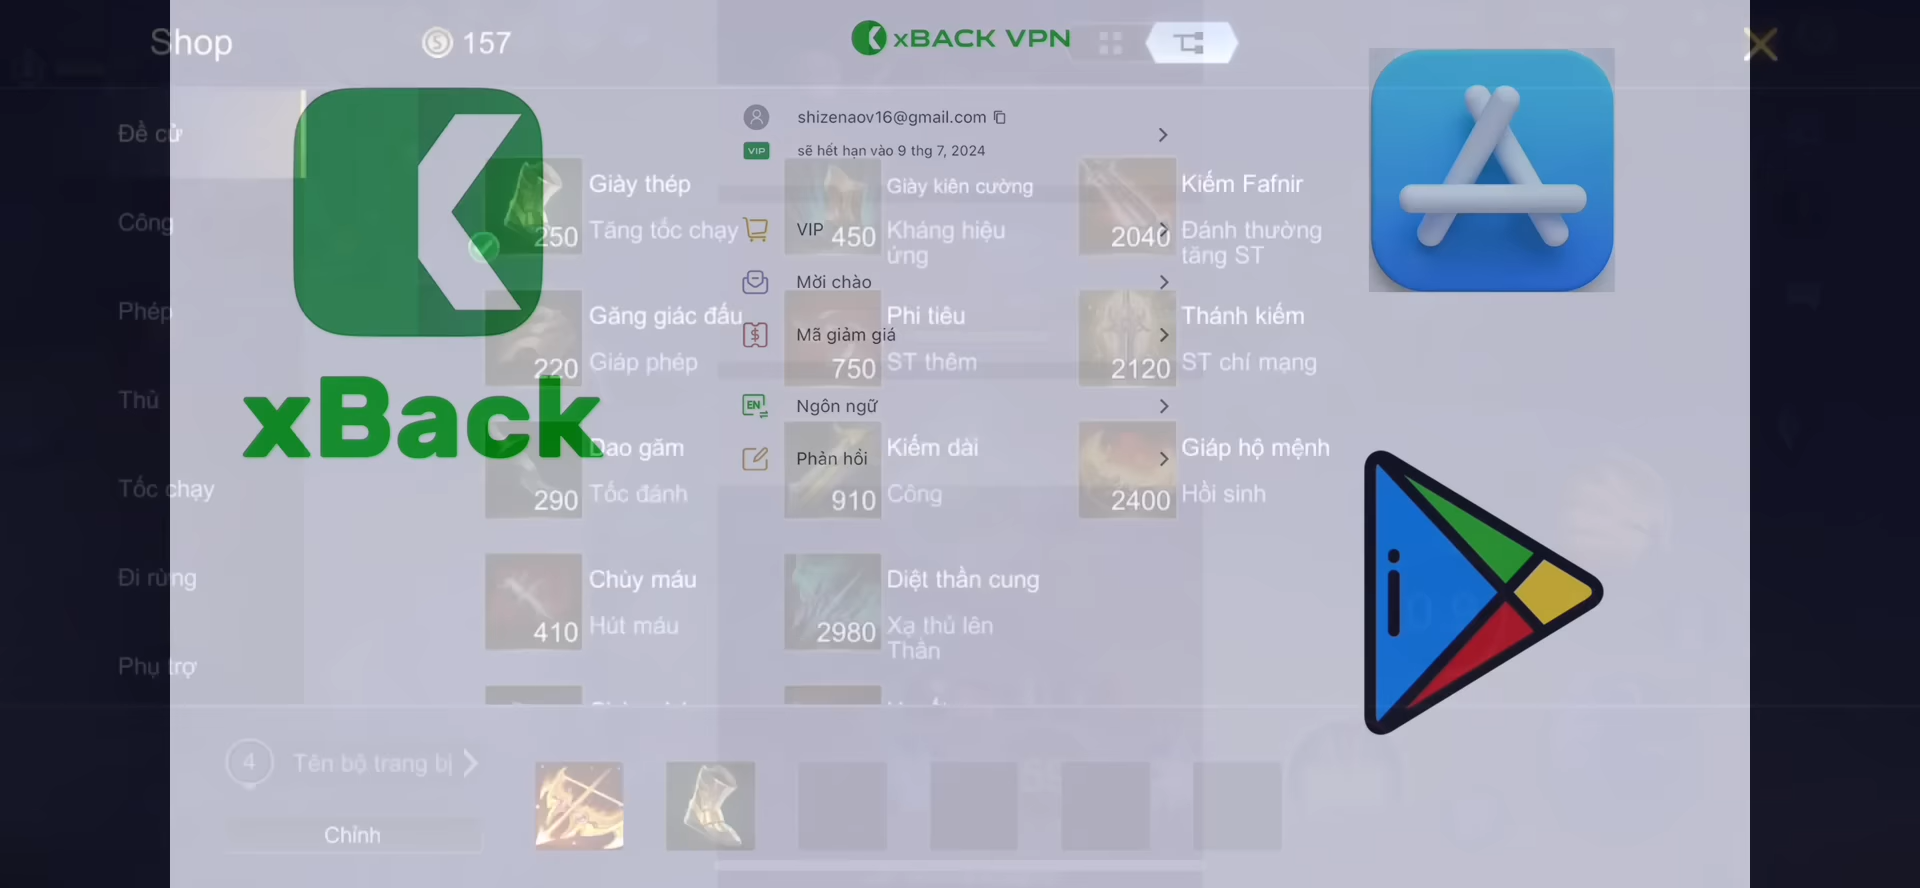 Shop
157
xBACK VPN
shizenaov16@gmail.com
VIP
sẽ hết hạn vào 9 thg 7, 2024
Đề cử
Công
Phép
Thủ
Tốc chạy
Đi rừng
Phụ trợ
xBack
Giày thép
250
Tăng tốc chạy
Giày kiên cường
450
Kháng hiệu
ứng
Kiếm Fafnir
2040
Đánh thường
tăng ST
VIP
Mời chào
Găng giác đấu
220
Giáp phép
Phi tiêu
750
ST thêm
Thánh kiếm
2120
ST chí mạng
Mã giảm giá
EN
Ngôn ngữ
Phản hồi
Dao găm
290
Tốc đánh
Kiếm dài
910
Công
Giáp hộ mệnh
2400
Hồi sinh
Chùy máu
410
Hút máu
Diệt thần cung
2980
Xạ thủ lên
Thần
4
Tên bộ trang bị
Chỉnh